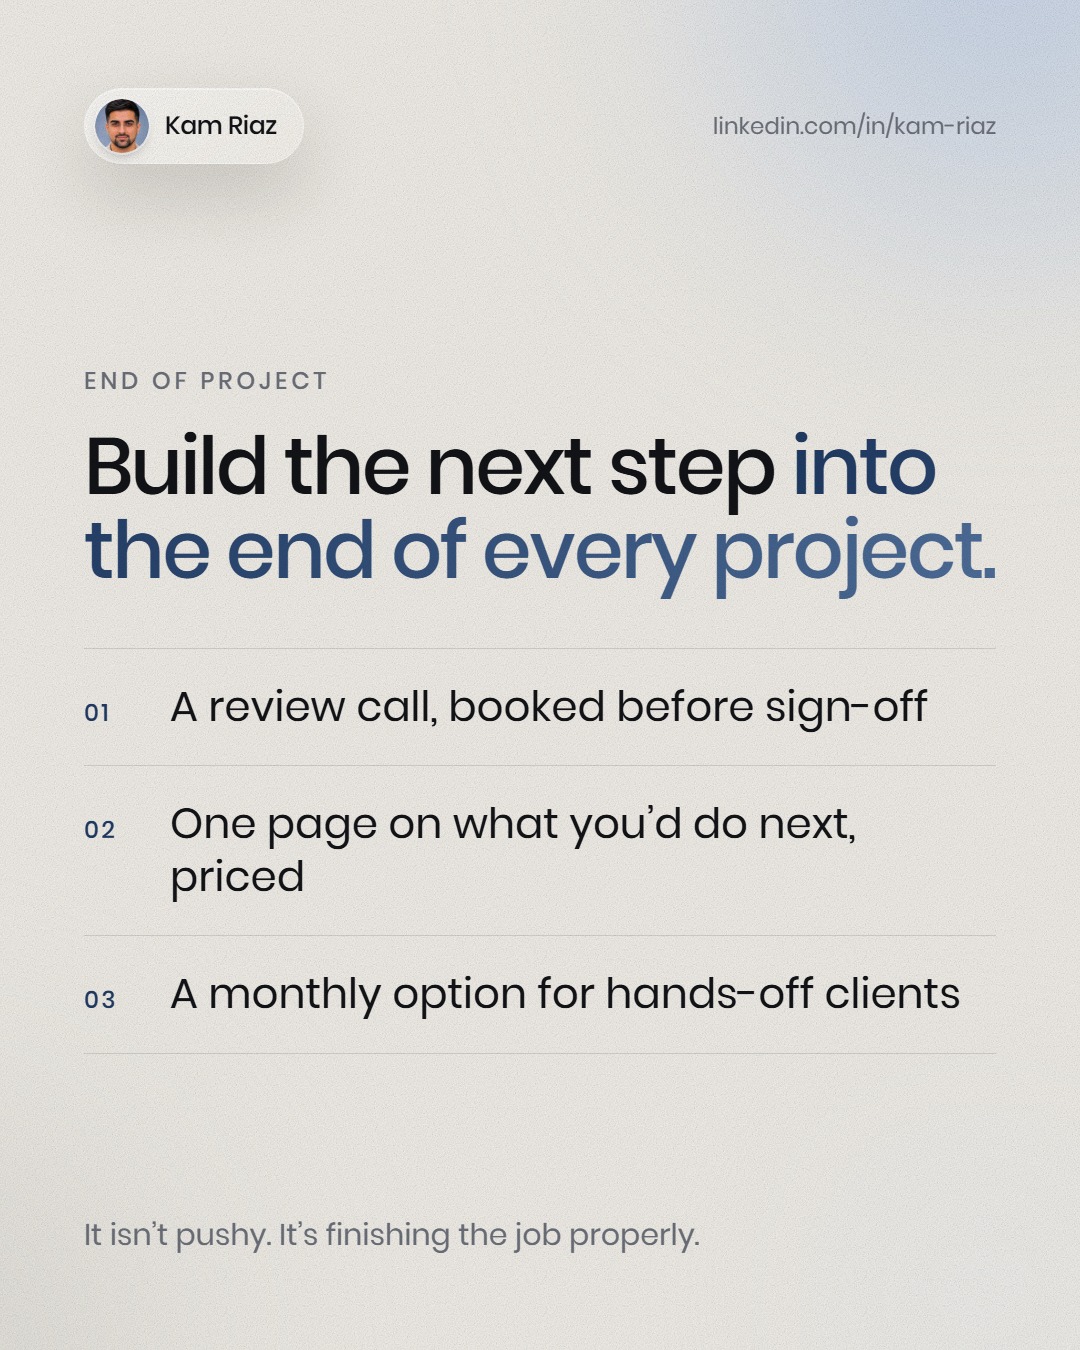 Kam Riaz
linkedin.com/in/kam-riaz
END OF PROJECT
Build the next step into
the end of every project.
01 A review call, booked before sign-off
02 One page on what you’d do next,
priced
03 A monthly option for hands-off clients
It isn’t pushy. It’s finishing the job properly.